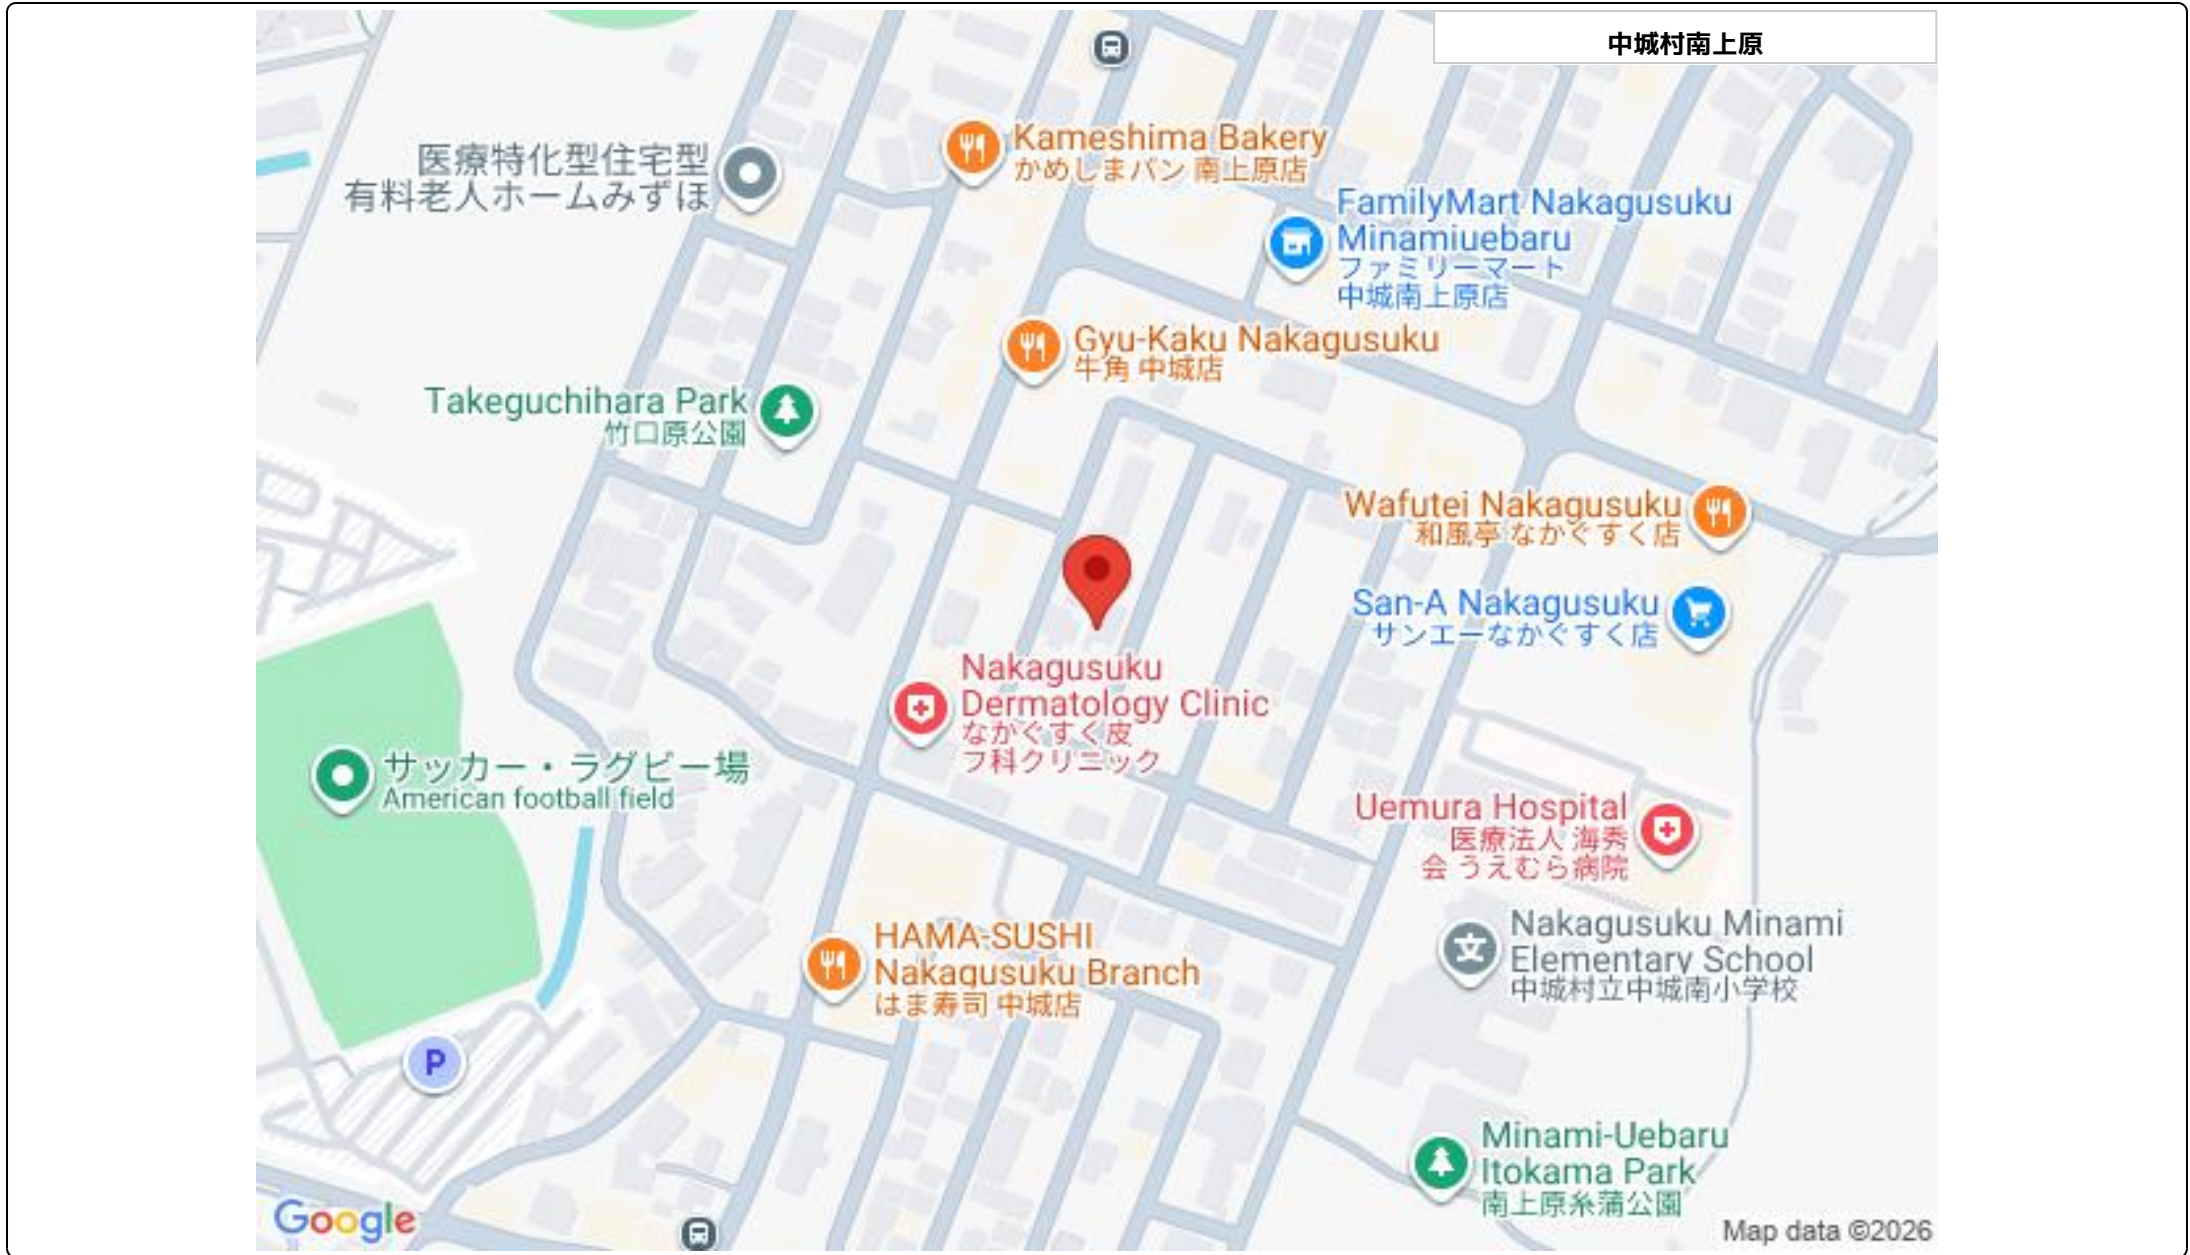 中城村南上原
Kameshima Bakery
かめしまパン 南上原店
医療特化型住宅型
有料老人ホームみずほ
FamilyMart Nakagusuku
Minamiuebaru
ファミリーマート
中城南上原店
Gyu-Kaku Nakagusuku
牛角 中城店
Takeguchihara Park
竹口原公園
Wafutei Nakagusuku
和風亭 なかぐすく店
San-A Nakagusuku
サンエーなかぐすく店
Nakagusuku
Dermatology Clinic
ながぐすく皮
フ科クリニック
サッカー・ラグビー場
American football field
Uemura Hospital
医療法人 海秀
会 うえむら病院
HAMA-SUSHI
Nakagusuku Branch
はま寿司 中城店
Nakagusuku Minami
Elementary School
中城村立中城南小学校
P
Minami-Uebaru
Itokama Park
南上原糸蒲公園
Google
Map data ©2026